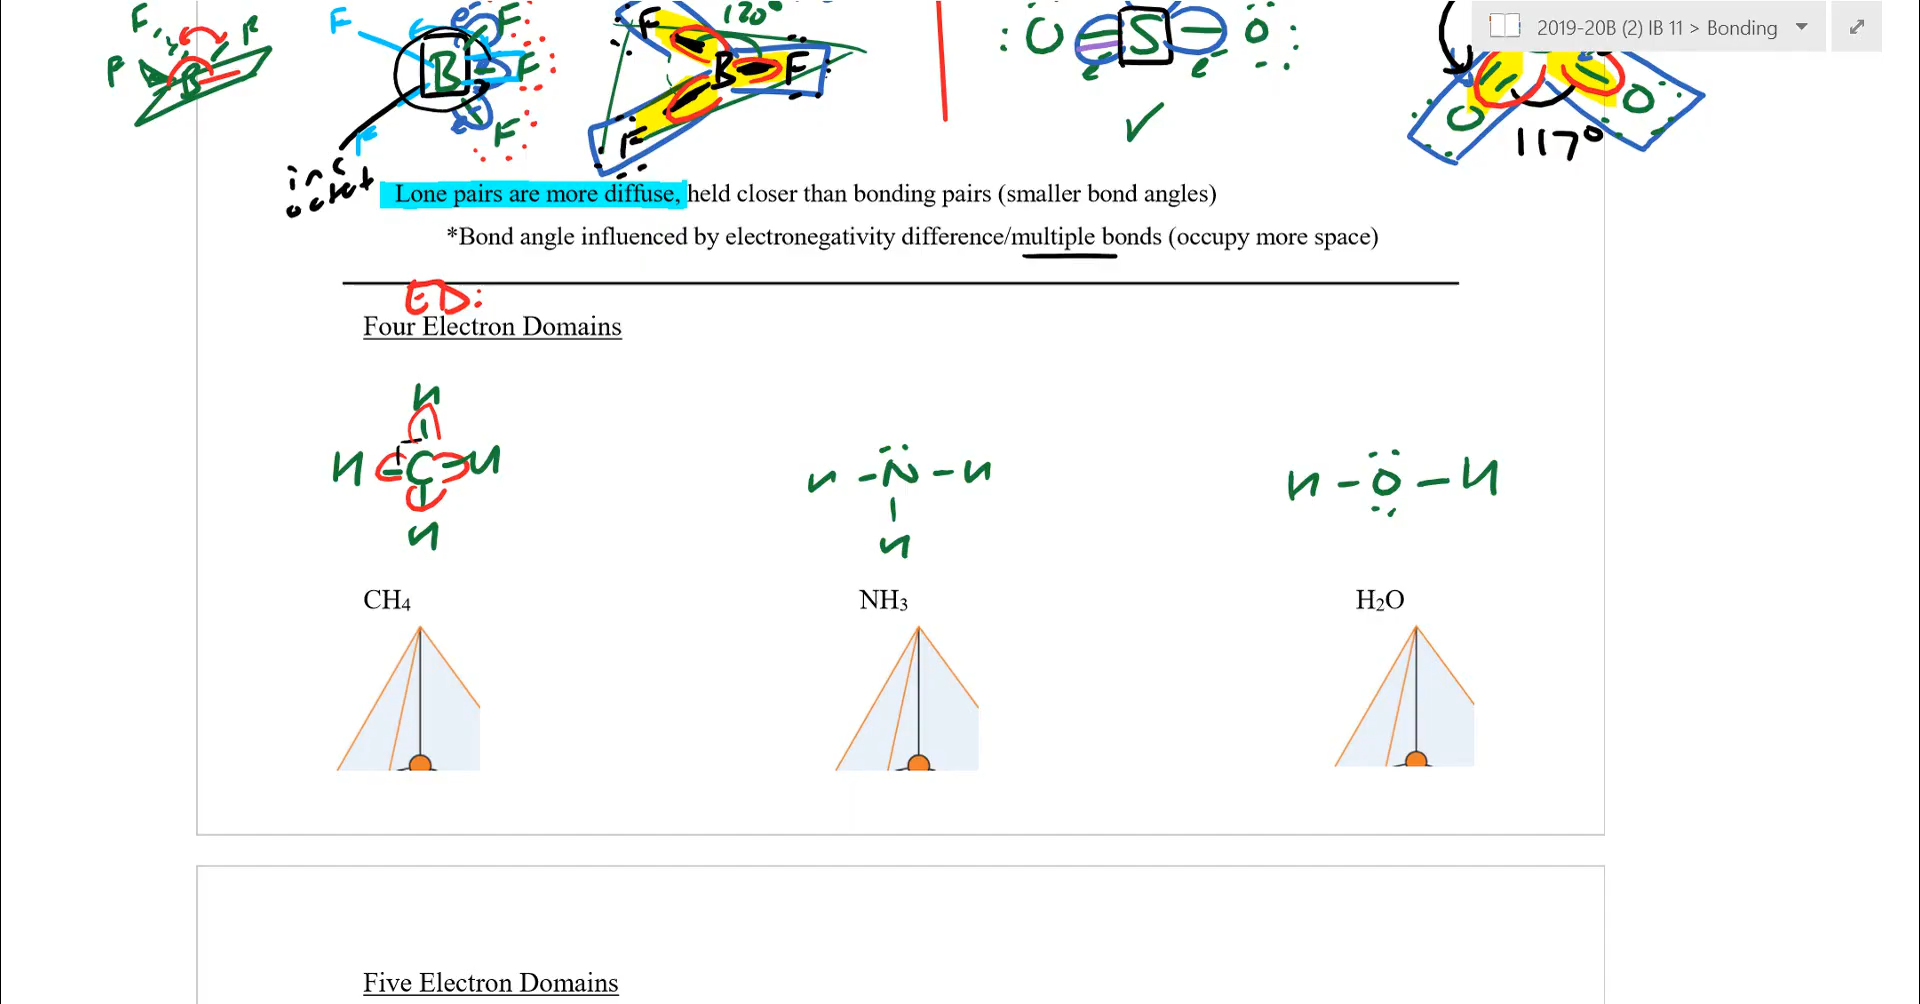 2019-20B (2) IB 11 > Bonding
F F
F B
F B F
e- F
e- F
F
120°
F
B F
F
O S O
e- e-
✓
O O
117°
inc
octet
Lone pairs are more diffuse, held closer than bonding pairs (smaller bond angles)
*Bond angle influenced by electronegativity difference/multiple bonds (occupy more space)
ED:
Four Electron Domains
H
H - C - H
H
H - N - H
H
H - O - H
CH₄ NH₃ H₂O
Five Electron Domains